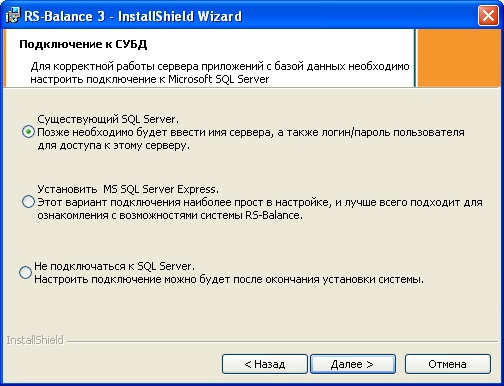 RS-Balance 3 - InstallShield Wizard
Подключение к СУБД
Для корректной работы сервера приложений с базой данных необходимо
настроить подключение к Microsoft SQL Server
Существующий SQL Server.
Позже необходимо будет ввести имя сервера, а также логин/пароль пользователя
для доступа к этому серверу.
Установить MS SQL Server Express.
Этот вариант подключения наиболее прост в настройке, и лучше всего подходит для
ознакомления с возможностями системы RS-Balance.
Не подключаться к SQL Server.
Настроить подключение можно будет после окончания установки системы.
InstallShield
< Назад Далее > Отмена